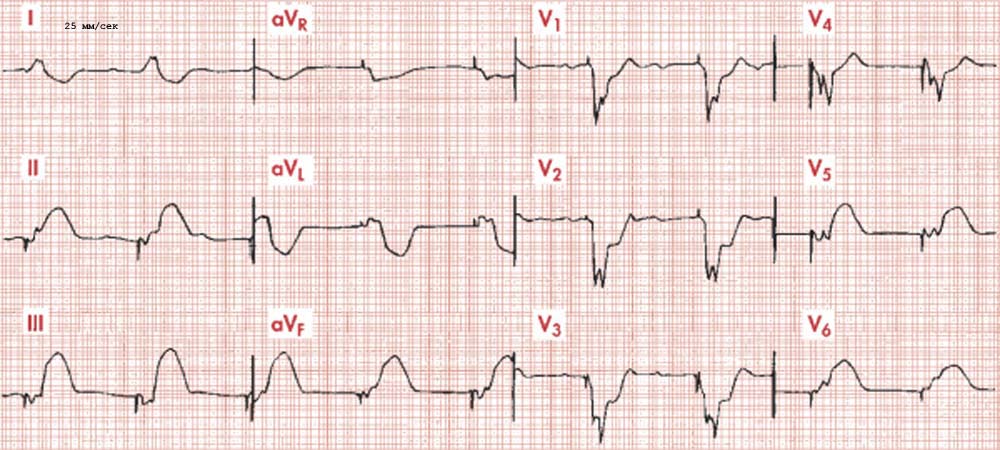 I aVR V1 V4
25 мм/сек
II aVL V2 V5
III aVF V3 V6